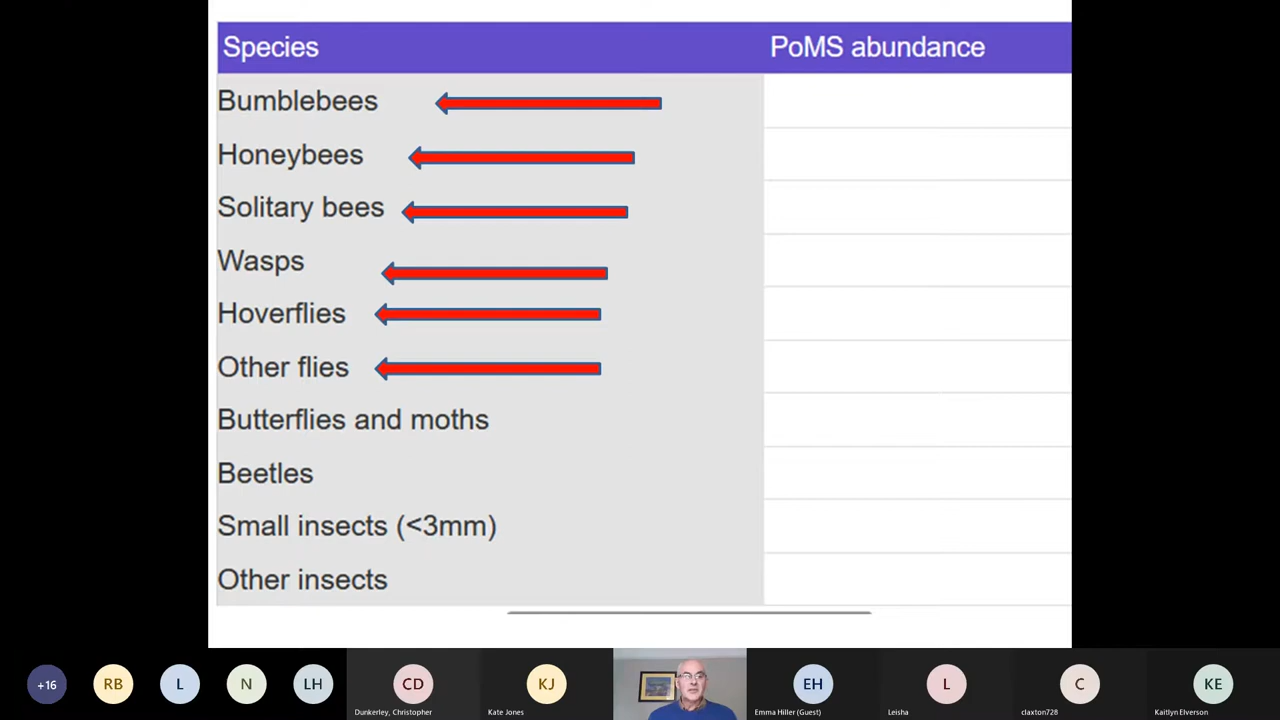 Species PoMS abundance
Bumblebees
Honeybees
Solitary bees
Wasps
Hoverflies
Other flies
Butterflies and moths
Beetles
Small insects (<3mm)
Other insects
+16 RB L N LH CD KJ EH L C KE
Dunkerley, Christopher Kate Jones Emma Hiller (Guest) Leisha claxton728 Kaitlyn Elverson